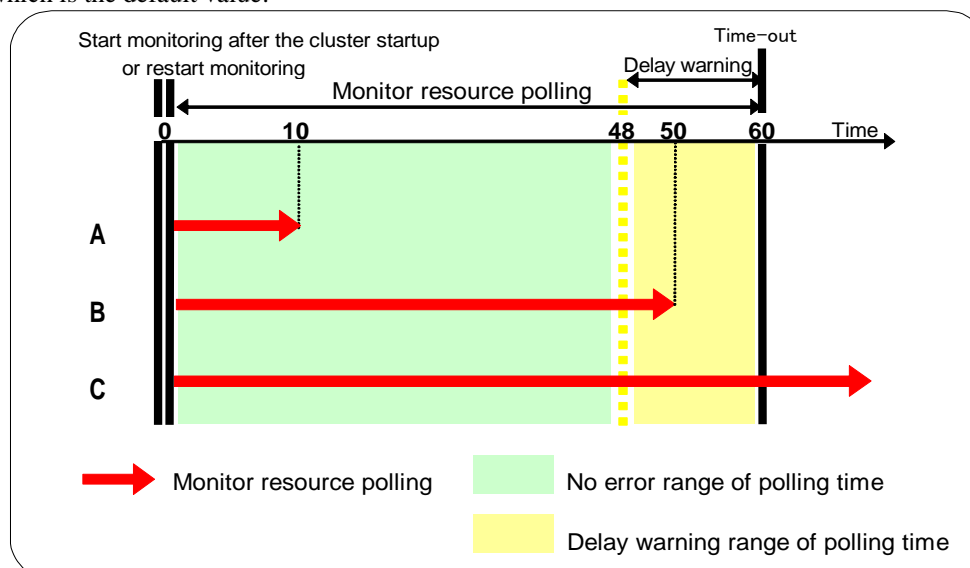 which is the default value.
Start monitoring after the cluster startup
or restart monitoring
Time-out
Delay warning
Monitor resource polling
0 10 48 50 60 Time
A
B
C
Monitor resource polling
No error range of polling time
Delay warning range of polling time